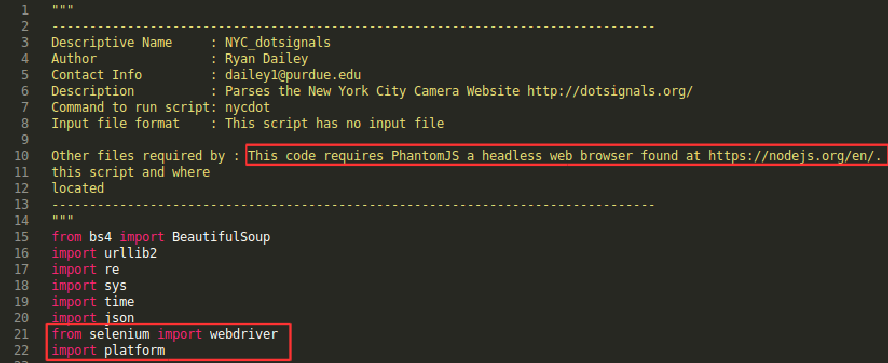 1 """
2 -------------------------------------------------------------------------------
3 Descriptive Name     : NYC_dotsignals
4 Author               : Ryan Dailey
5 Contact Info         : dailey1@purdue.edu
6 Description          : Parses the New York City Camera Website http://dotsignals.org/
7 Command to run script: nycdot
8 Input file format    : This script has no input file
9
10 Other files required by : This code requires PhantomJS a headless web browser found at https://nodejs.org/en/.
11 this script and where
12 located
13 -------------------------------------------------------------------------------
14 """
15 from bs4 import BeautifulSoup
16 import urllib2
17 import re
18 import sys
19 import time
20 import json
21 from selenium import webdriver
22 import platform